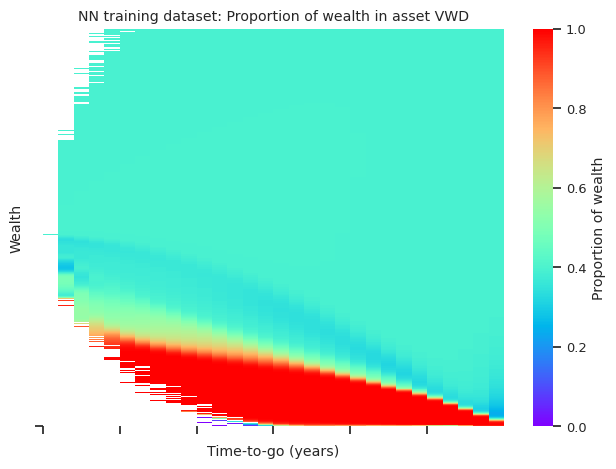 NN training dataset: Proportion of wealth in asset VWD
Wealth
Time-to-go (years)
1.0
0.8
0.6
0.4
0.2
0.0
Proportion of wealth